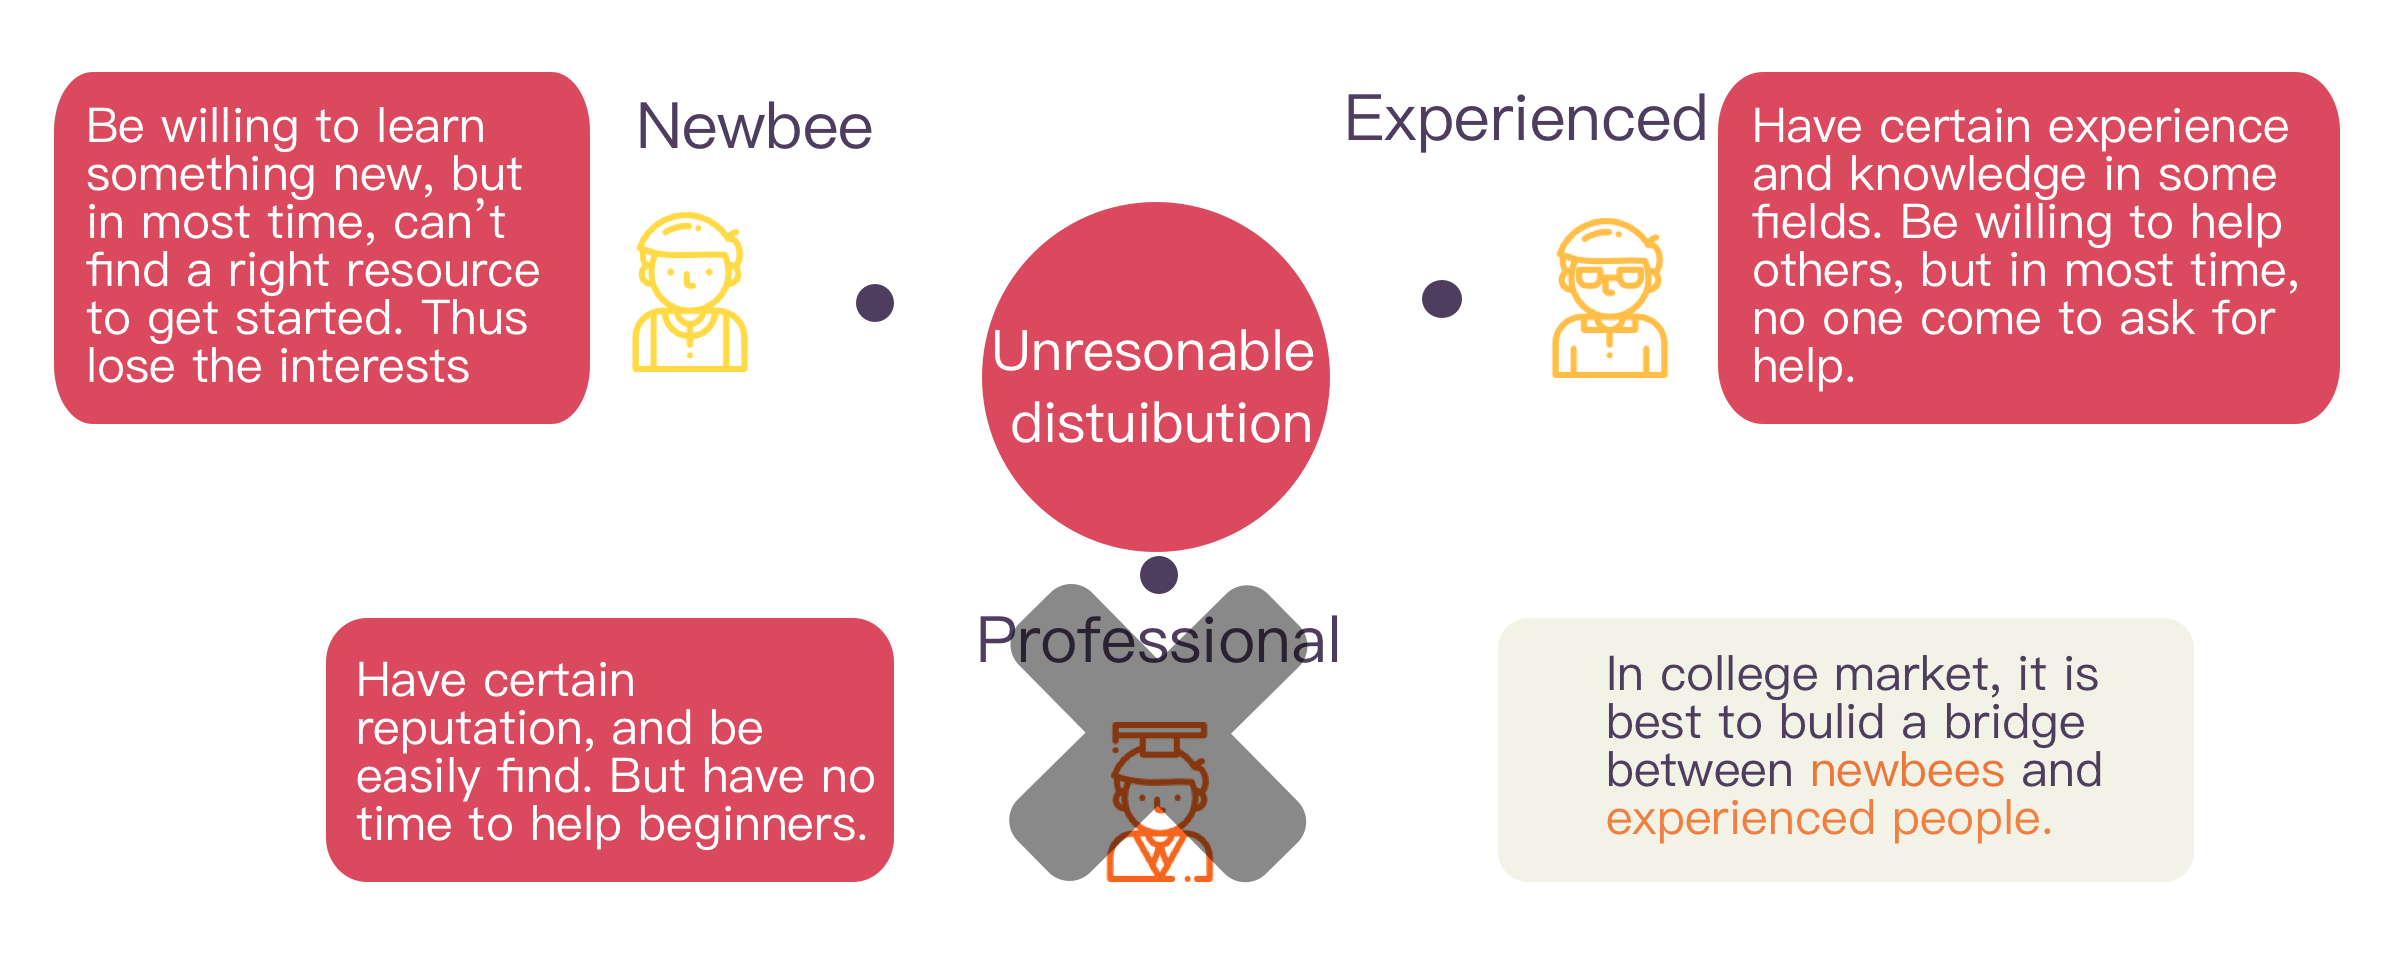 Be willing to learn
something new, but
in most time, can't
find a right resource
to get started. Thus
lose the interests
Newbee
Experienced
Have certain experience
and knowledge in some
fields. Be willing to help
others, but in most time,
no one come to ask for
help.
Unresonable
distuibution
Professional
Have certain
reputation, and be
easily find. But have no
time to help beginners.
In college market, it is
best to bulid a bridge
between newbees and
experienced people.